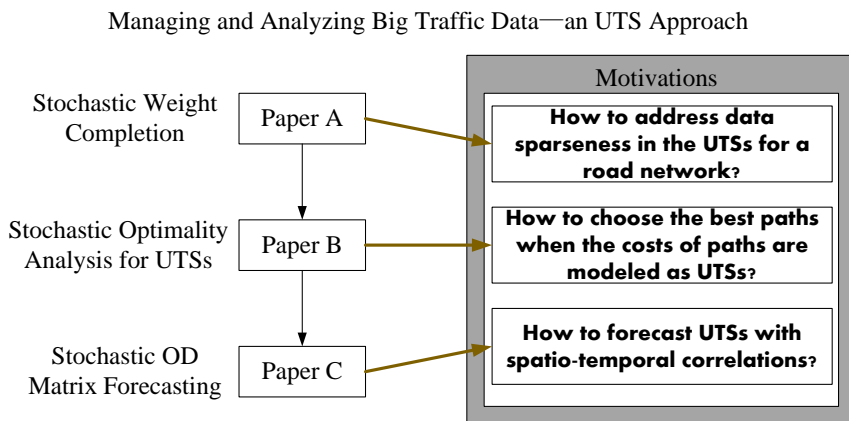 Managing and Analyzing Big Traffic Data—an UTS Approach
Motivations
Stochastic Weight
Completion
Paper A
How to address data
sparseness in the UTSs for a
road network?
Stochastic Optimality
Analysis for UTSs
Paper B
How to choose the best paths
when the costs of paths are
modeled as UTSs?
Stochastic OD
Matrix Forecasting
Paper C
How to forecast UTSs with
spatio-temporal correlations?